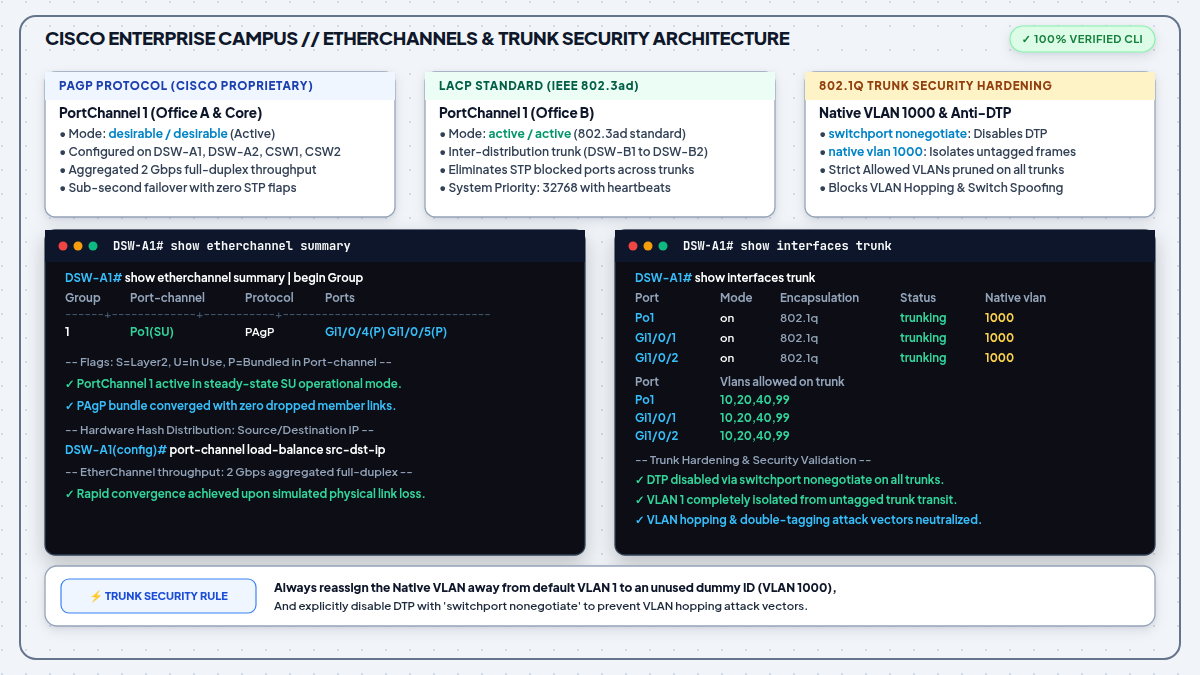 CISCO ENTERPRISE CAMPUS // ETHERCHANNELS & TRUNK SECURITY ARCHITECTURE
✓ 100% VERIFIED CLI
PAGP PROTOCOL (CISCO PROPRIETARY)
PortChannel 1 (Office A & Core)
• Mode: desirable / desirable (Active)
• Configured on DSW-A1, DSW-A2, CSW1, CSW2
• Aggregated 2 Gbps full-duplex throughput
• Sub-second failover with zero STP flaps
LACP STANDARD (IEEE 802.3ad)
PortChannel 1 (Office B)
• Mode: active / active (802.3ad standard)
• Inter-distribution trunk (DSW-B1 to DSW-B2)
• Eliminates STP blocked ports across trunks
• System Priority: 32768 with heartbeats
802.1Q TRUNK SECURITY HARDENING
Native VLAN 1000 & Anti-DTP
• switchport nonegotiate: Disables DTP
• native vlan 1000: Isolates untagged frames
• Strict Allowed VLANs pruned on all trunks
• Blocks VLAN Hopping & Switch Spoofing
DSW-A1# show etherchannel summary
DSW-A1# show etherchannel summary | begin Group
Group Port-channel Protocol Ports
------+-------------+-----------+--------------------------------
1 Po1(SU) PAgP Gi1/0/4(P) Gi1/0/5(P)
-- Flags: S=Layer2, U=In Use, P=Bundled in Port-channel --
✓ PortChannel 1 active in steady-state SU operational mode.
✓ PAgP bundle converged with zero dropped member links.
-- Hardware Hash Distribution: Source/Destination IP --
DSW-A1(config)# port-channel load-balance src-dst-ip
-- EtherChannel throughput: 2 Gbps aggregated full-duplex --
✓ Rapid convergence achieved upon simulated physical link loss.
DSW-A1# show interfaces trunk
DSW-A1# show interfaces trunk
Port Mode Encapsulation Status Native vlan
Po1 on 802.1q trunking 1000
Gi1/0/1 on 802.1q trunking 1000
Gi1/0/2 on 802.1q trunking 1000
Port Vlans allowed on trunk
Po1 10,20,40,99
Gi1/0/1 10,20,40,99
Gi1/0/2 10,20,40,99
-- Trunk Hardening & Security Validation --
✓ DTP disabled via switchport nonegotiate on all trunks.
✓ VLAN 1 completely isolated from untagged trunk transit.
✓ VLAN hopping & double-tagging attack vectors neutralized.
⚡ TRUNK SECURITY RULE
Always reassign the Native VLAN away from default VLAN 1 to an unused dummy ID (VLAN 1000),
And explicitly disable DTP with 'switchport nonegotiate' to prevent VLAN hopping attack vectors.